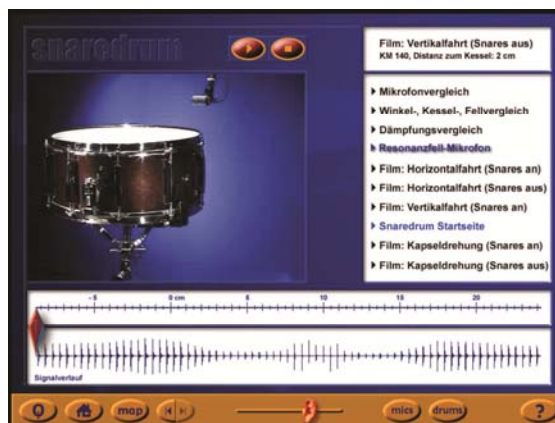 snaredrum
Film: Vertikalfahrt (Snares aus)
KM 140, Distanz zum Kessel: 2 cm
Mikrofonvergleich
Winkel-, Kessel-, Fellvergleich
Dämpfungsvergleich
Resonanzfell-Mikrofon
Film: Horizontalfahrt (Snares an)
Film: Horizontalfahrt (Snares aus)
Film: Vertikalfahrt (Snares an)
Snaredrum Startseite
Film: Kapseldrehung (Snares an)
Film: Kapseldrehung (Snares aus)
- 5 0 cm 5 10 15 20
Signalverlauf
Q map mics drums ?